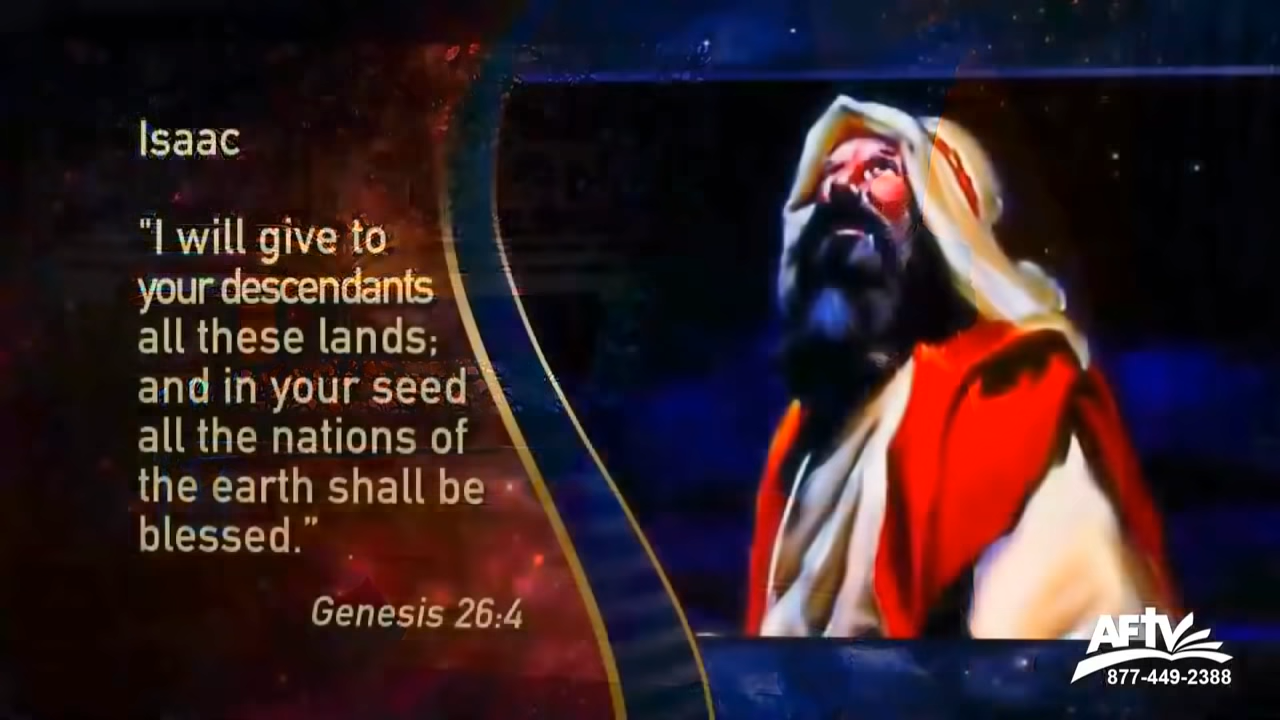 Isaac
"I will give to
your descendants
all these lands;
and in your seed
all the nations of
the earth shall be
blessed.”
Genesis 26:4
AFTV
877-449-2388